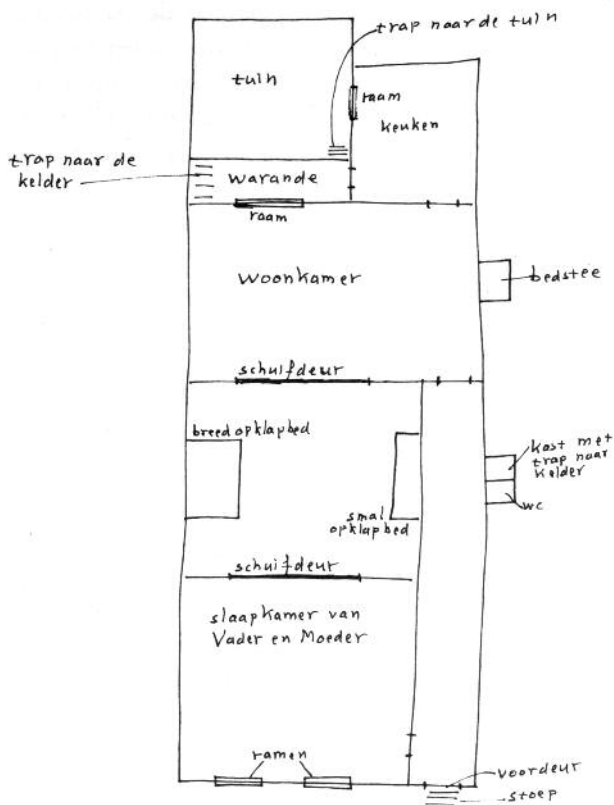 trap naar de tuin
tuin
raam
keuken
trap naar de
kelder
warande
raam
woonkamer
bedstee
schuifdeur
breed opklapbed
kast met
trap naar
kelder
wc
smal
opklapbed
schuifdeur
slaapkamer van
Vader en Moeder
ramen
voordeur
stoep